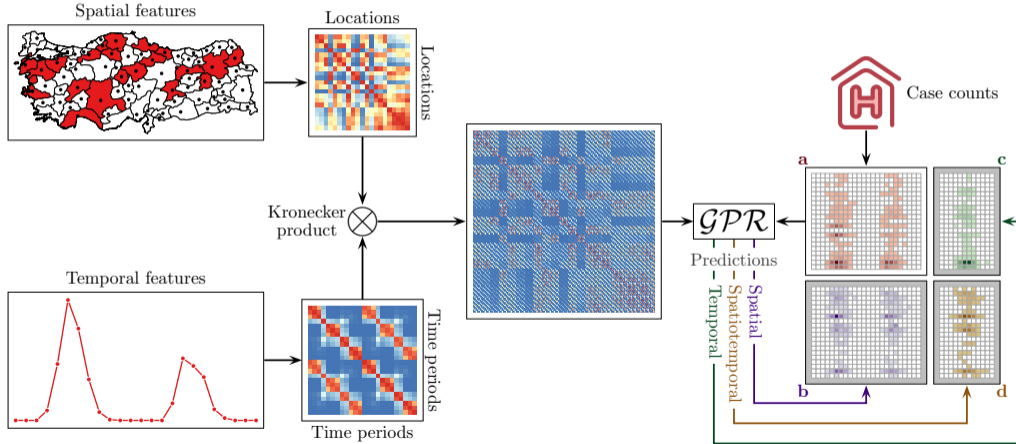 Spatial features
Locations
Locations
Case counts
a
c
Kronecker
product
GPR
Predictions
Temporal
Spatiotemporal
Spatial
Temporal features
Time periods
Time periods
b
d